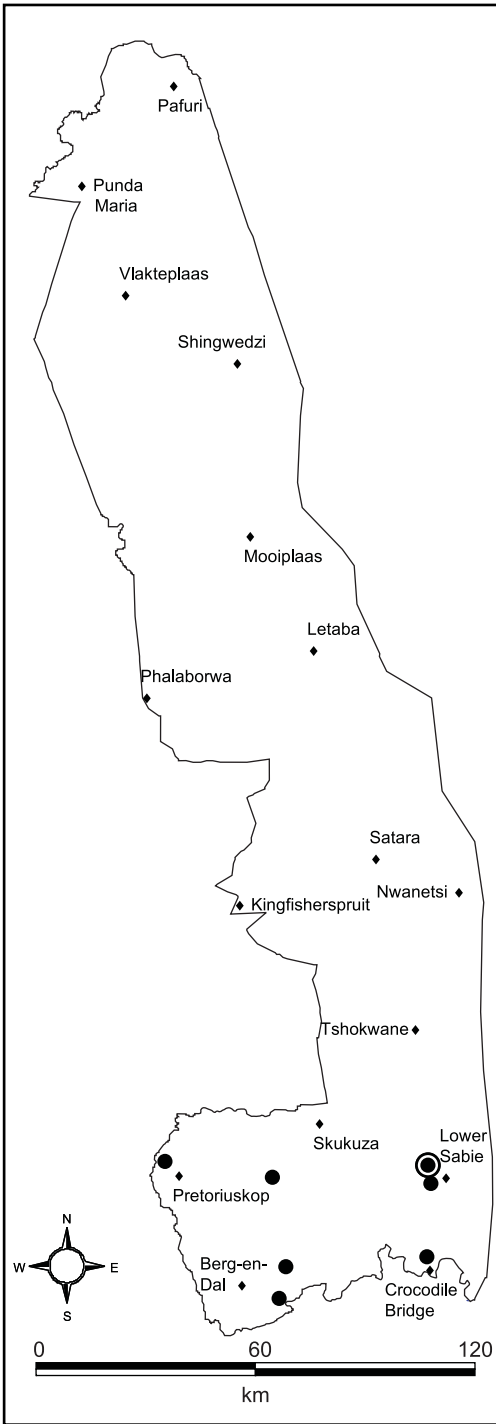 Pafuri
Punda
Maria
Vlakteplaas
Shingwedzi
Mooiplaas
Letaba
Phalaborwa
Satara
Nwanetsi
Kingfisherspruit
Tshokwane
Skukuza
Lower
Sabie
Pretoriuskop
N
W E
S
Berg-en-
Dal
Crocodile
Bridge
0 60 120
km